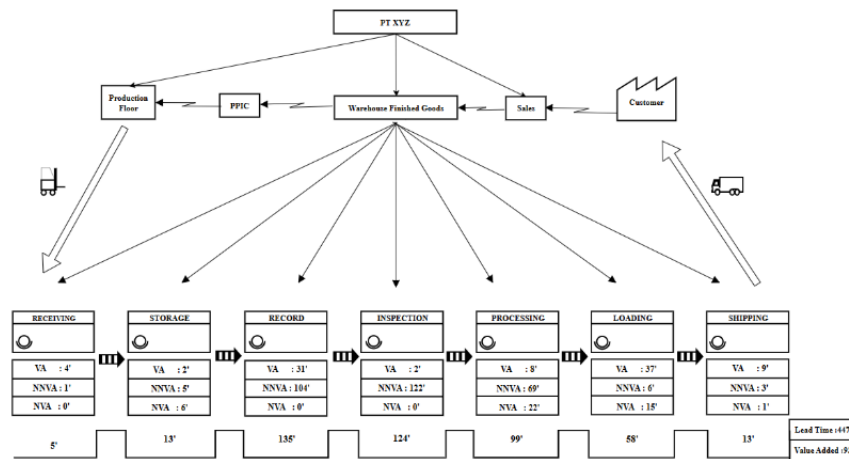 PT XYZ
Production
Floor
PPIC
Warehouse Finished Goods
Sales
Customer
RECEIVING
STORAGE
RECORD
INSPECTION
PROCESSING
LOADING
SHIPPING
VA : 4'
NNVA : 1'
NVA : 0'
VA : 2'
NNVA : 5'
NVA : 6'
VA : 31'
NNVA : 104'
NVA : 0'
VA : 2'
NNVA : 122'
NVA : 0'
VA : 8'
NNVA : 69'
NVA : 22'
VA : 37'
NNVA : 6'
NVA : 15'
VA : 9'
NNVA : 3'
NVA : 1'
5'
13'
135'
124'
99'
58'
13'
Lead Time :447
Value Added :